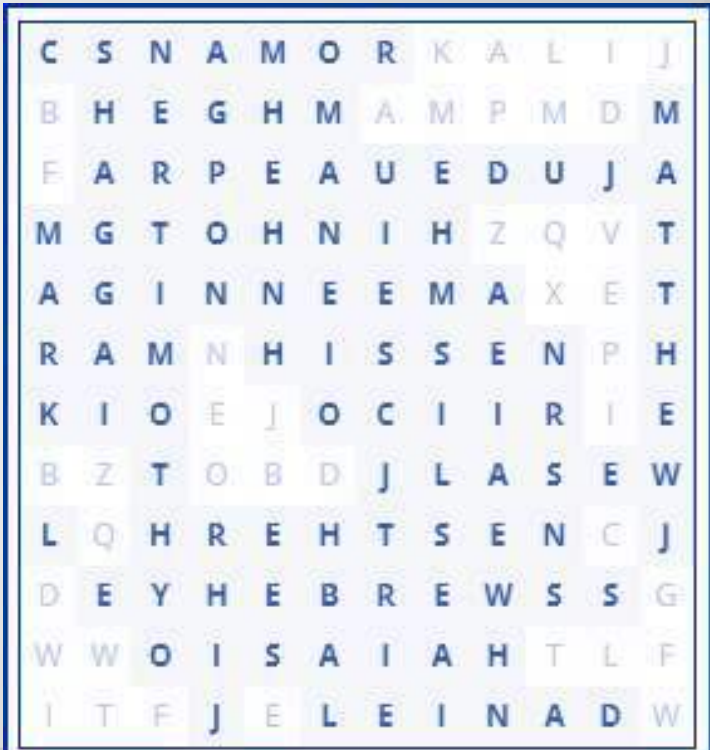 C S N A M O R K A L I J
B H E G H M A M P M D M
F A R P E A U E D U J A
M G T O H N I H Z Q V T
A G I N N E E M A X E T
R A M N H I S S E N P H
K I O E J O C I I R I E
B Z T O B D J L A S E W
L Q H R E H T S E N C J
D E Y H E B R E W S S G
W W O I S A I A H T L F
I T F J E L E I N A D W